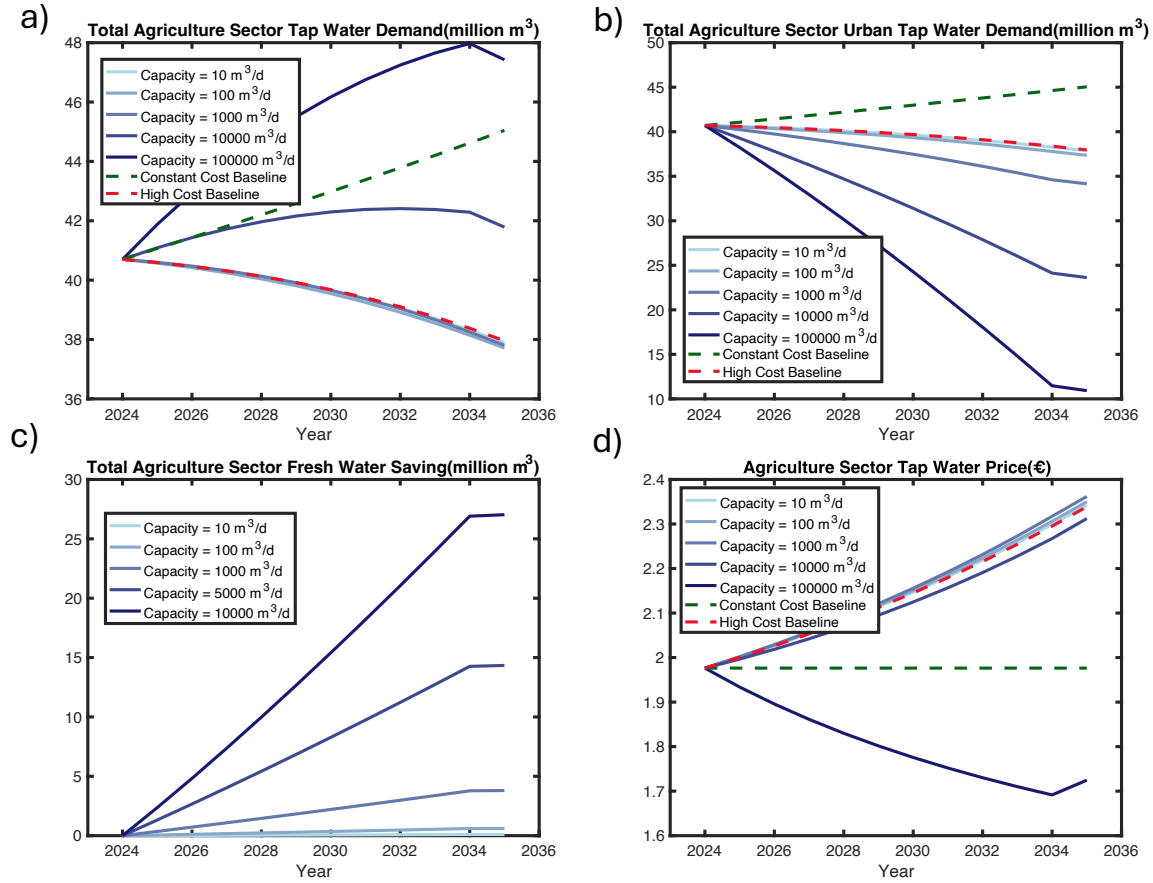 a)
Total Agriculture Sector Tap Water Demand(million m³)
48
46
44
42
40
38
36
Capacity = 10 m³/d
Capacity = 100 m³/d
Capacity = 1000 m³/d
Capacity = 10000 m³/d
Capacity = 100000 m³/d
Constant Cost Baseline
High Cost Baseline
2024 2026 2028 2030 2032 2034 2036
Year
b)
Total Agriculture Sector Urban Tap Water Demand(million m³)
50
45
40
35
30
25
20
15
10
Capacity = 10 m³/d
Capacity = 100 m³/d
Capacity = 1000 m³/d
Capacity = 10000 m³/d
Capacity = 100000 m³/d
Constant Cost Baseline
High Cost Baseline
2024 2026 2028 2030 2032 2034 2036
Year
c)
Total Agriculture Sector Fresh Water Saving(million m³)
30
25
20
15
10
5
0
Capacity = 10 m³/d
Capacity = 100 m³/d
Capacity = 1000 m³/d
Capacity = 5000 m³/d
Capacity = 10000 m³/d
2024 2026 2028 2030 2032 2034 2036
Year
d)
Agriculture Sector Tap Water Price(€)
2.4
2.3
2.2
2.1
2
1.9
1.8
1.7
1.6
Capacity = 10 m³/d
Capacity = 100 m³/d
Capacity = 1000 m³/d
Capacity = 10000 m³/d
Capacity = 100000 m³/d
Constant Cost Baseline
High Cost Baseline
2024 2026 2028 2030 2032 2034 2036
Year